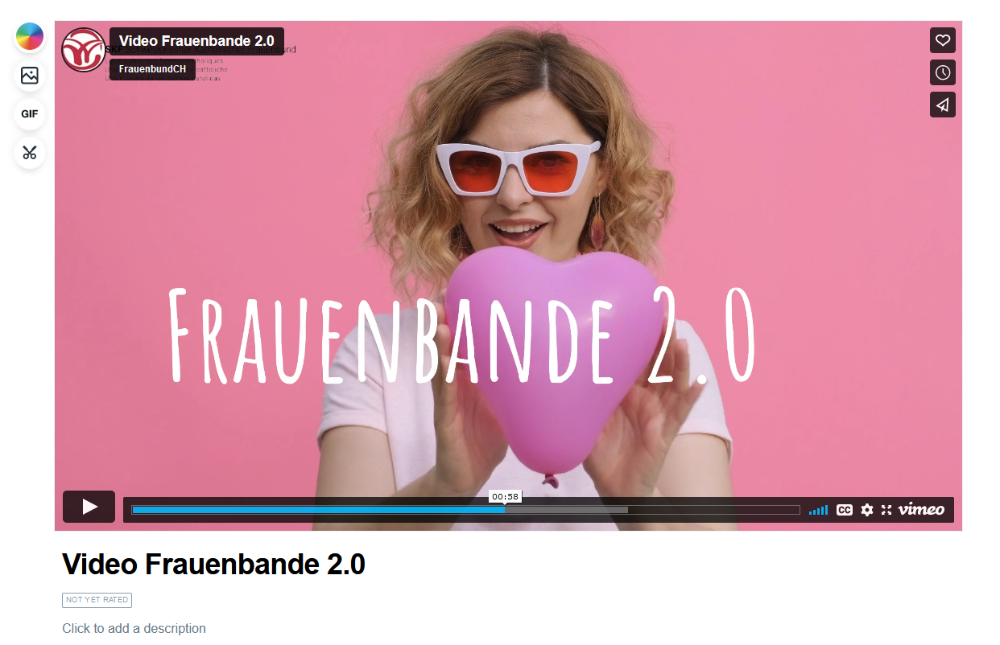 Video Frauenbande 2.0
FrauenbundCH
GIF
FRAUENBANDE 2.0
00:58
CC
vimeo
Video Frauenbande 2.0
NOT YET RATED
Click to add a description